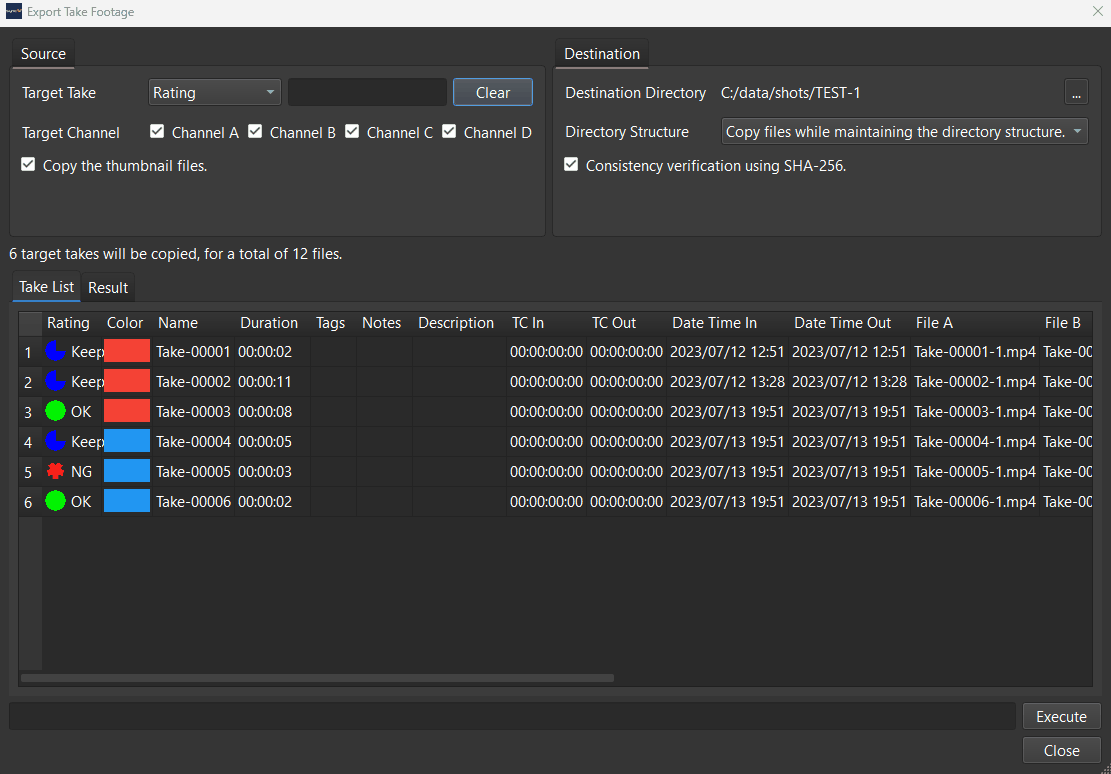 Export Take Footage
Source
Target Take Rating Clear
Target Channel Channel A Channel B Channel C Channel D
Copy the thumbnail files.
Destination
Destination Directory C:/data/shots/TEST-1 ...
Directory Structure Copy files while maintaining the directory structure.
Consistency verification using SHA-256.
6 target takes will be copied, for a total of 12 files.
Take List Result
Rating Color Name Duration Tags Notes Description TC In TC Out Date Time In Date Time Out File A File B
1 Keep Take-00001 00:00:02 00:00:00:00 00:00:00:00 2023/07/12 12:51 2023/07/12 12:51 Take-00001-1.mp4 Take-00
2 Keep Take-00002 00:00:11 00:00:00:00 00:00:00:00 2023/07/12 13:28 2023/07/12 13:28 Take-00002-1.mp4 Take-00
3 OK Take-00003 00:00:08 00:00:00:00 00:00:00:00 2023/07/13 19:51 2023/07/13 19:51 Take-00003-1.mp4 Take-00
4 Keep Take-00004 00:00:05 00:00:00:00 00:00:00:00 2023/07/13 19:51 2023/07/13 19:51 Take-00004-1.mp4 Take-00
5 NG Take-00005 00:00:03 00:00:00:00 00:00:00:00 2023/07/13 19:51 2023/07/13 19:51 Take-00005-1.mp4 Take-00
6 OK Take-00006 00:00:02 00:00:00:00 00:00:00:00 2023/07/13 19:51 2023/07/13 19:51 Take-00006-1.mp4 Take-00
Execute
Close